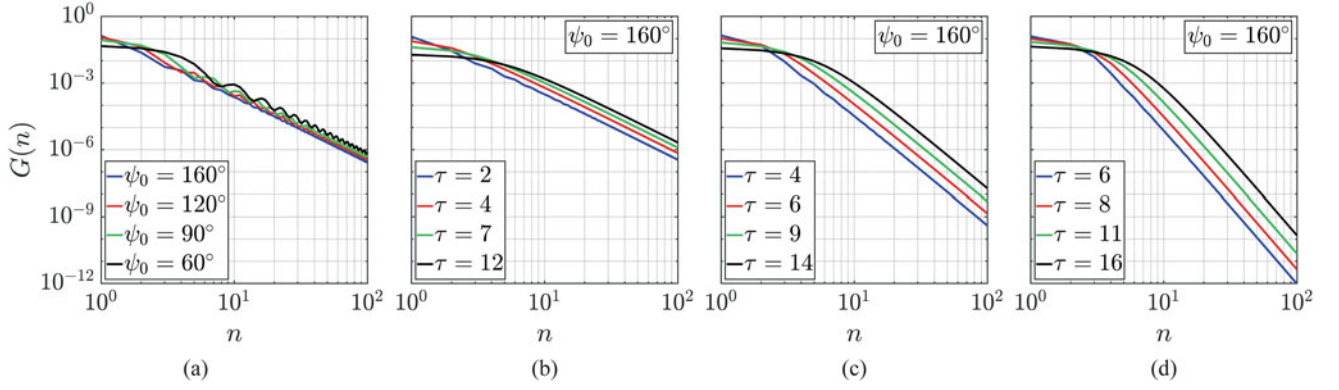 G(n)
10^0
10^-3
10^-6
10^-9
10^-12
ψ_0 = 160°
ψ_0 = 120°
ψ_0 = 90°
ψ_0 = 60°
10^0 10^1 10^2
n
(a)
ψ_0 = 160°
τ = 2
τ = 4
τ = 7
τ = 12
10^0 10^1 10^2
n
(b)
ψ_0 = 160°
τ = 4
τ = 6
τ = 9
τ = 14
10^0 10^1 10^2
n
(c)
ψ_0 = 160°
τ = 6
τ = 8
τ = 11
τ = 16
10^0 10^1 10^2
n
(d)